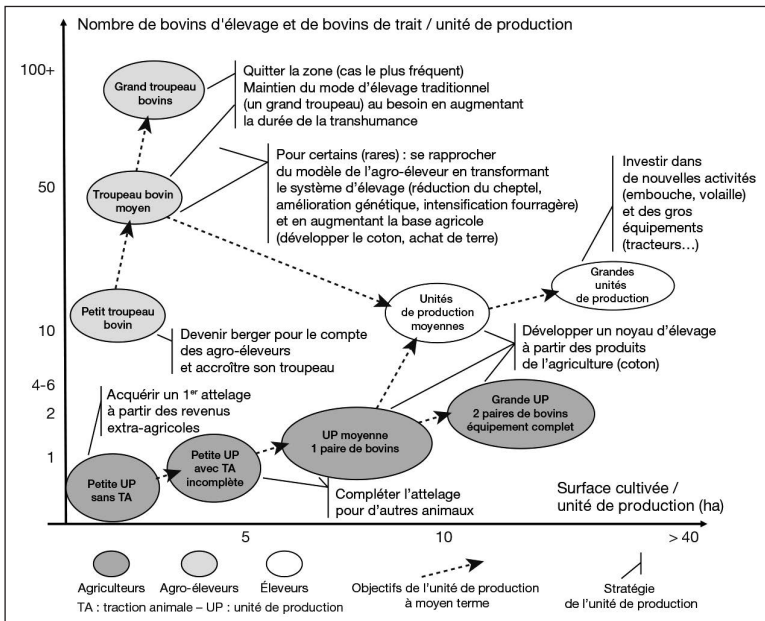 Nombre de bovins d'élevage et de bovins de trait / unité de production
100+
50
10
4-6
2
1
Grand troupeau
bovins
Quitter la zone (cas le plus fréquent)
Maintien du mode d'élevage traditionnel
(un grand troupeau) au besoin en augmentant
la durée de la transhumance
Troupeau bovin
moyen
Pour certains (rares) : se rapprocher
du modèle de l'agro-éleveur en transformant
le système d'élevage (réduction du cheptel,
amélioration génétique, intensification fourragère)
et en augmentant la base agricole
(développer le coton, achat de terre)
Investir dans
de nouvelles activités
(embouche, volaille)
et des gros
équipements
(tracteurs…)
Petit troupeau
bovin
Unités
de production
moyennes
Grandes
unités
de production
Devenir berger pour le compte
des agro-éleveurs
et accroître son troupeau
Développer un noyau d'élevage
à partir des produits
de l'agriculture (coton)
Acquérir un 1er attelage
à partir des revenus
extra-agricoles
Petite UP
sans TA
Petite UP
avec TA
incomplète
UP moyenne
1 paire de bovins
Grande UP
2 paires de bovins
équipement complet
Compléter l'attelage
pour d'autres animaux
Surface cultivée /
unité de production (ha)
5
10
> 40
Agriculteurs
Agro-éleveurs
Éleveurs
Objectifs de l'unité de production
à moyen terme
Stratégie
de l'unité de production
TA : traction animale – UP : unité de production